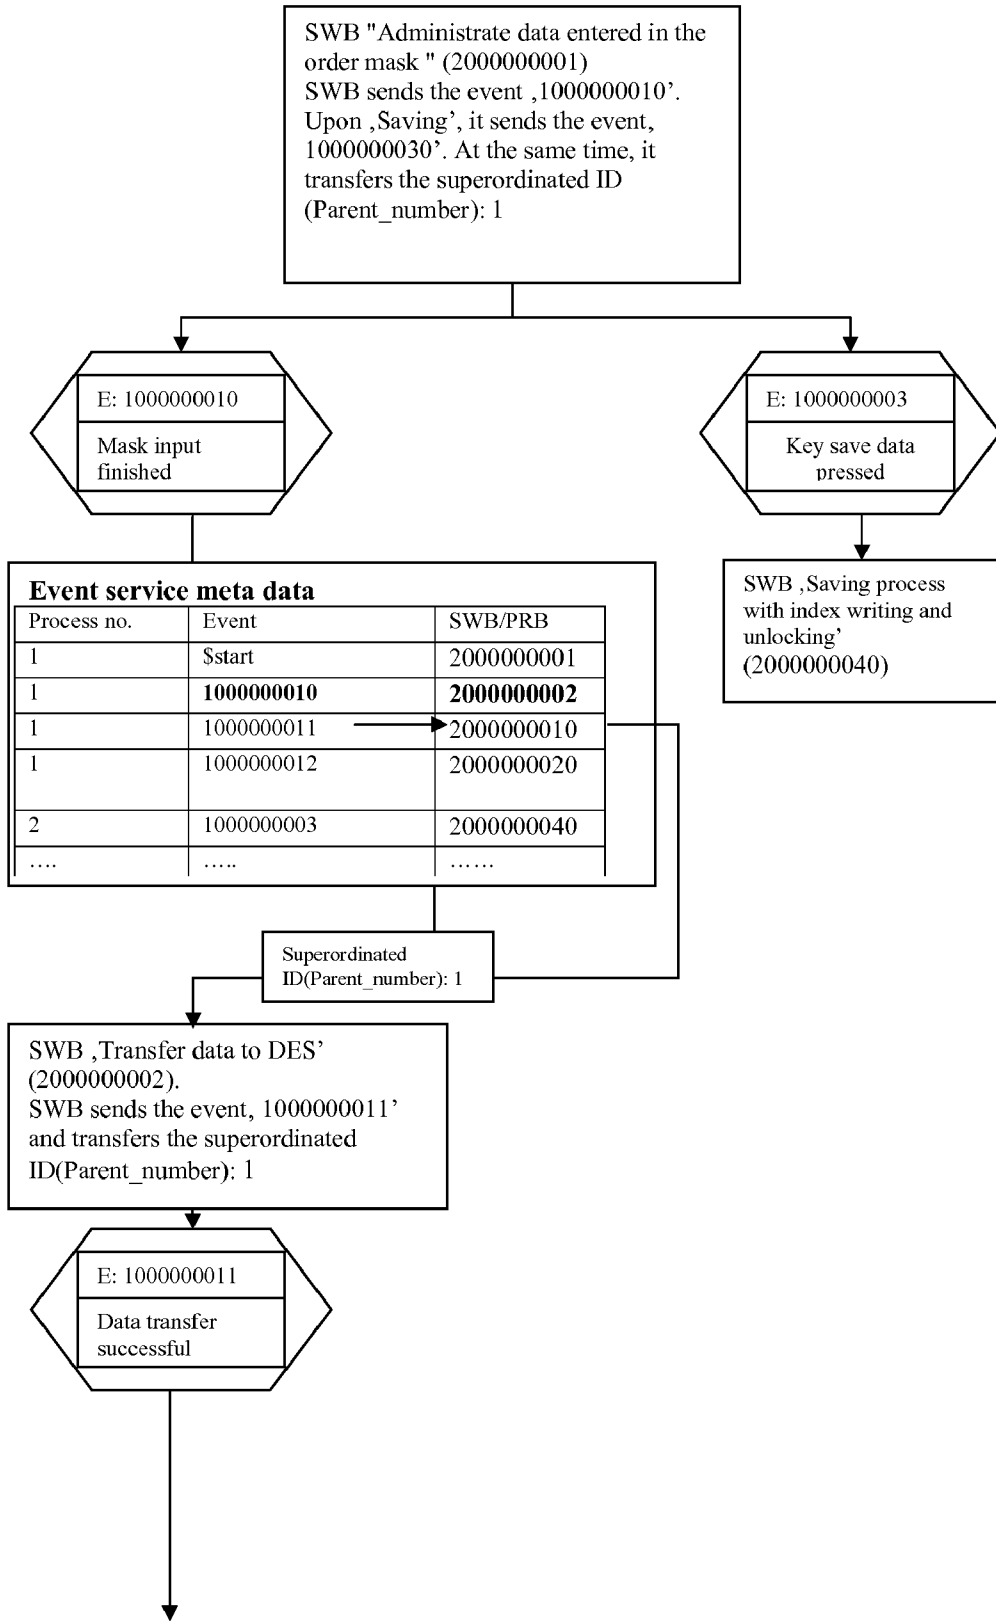 SWB "Administrate data entered in the
order mask " (2000000001)
SWB sends the event ‚1000000010’.
Upon ‚Saving’, it sends the event,
1000000030’. At the same time, it
transfers the superordinated ID
(Parent_number): 1
E: 1000000010
Mask input
finished
E: 1000000003
Key save data
pressed
SWB ‚Saving process
with index writing and
unlocking’
(2000000040)
Event service meta data
Process no. Event SWB/PRB
1 $start 2000000001
1 1000000010 2000000002
1 1000000011 2000000010
1 1000000012 2000000020
2 1000000003 2000000040
…. ….. ……
Superordinated
ID(Parent_number): 1
SWB ‚Transfer data to DES’
(2000000002).
SWB sends the event, 1000000011’
and transfers the superordinated
ID(Parent_number): 1
E: 1000000011
Data transfer
successful